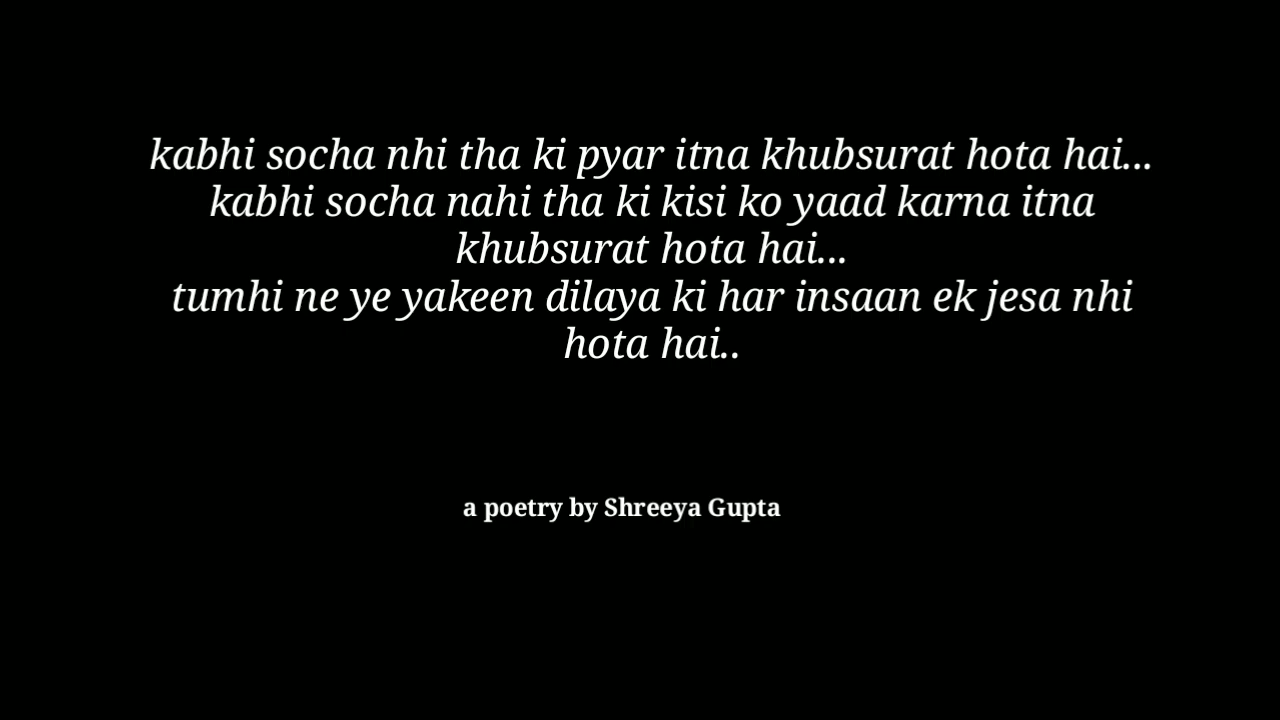 kabhi socha nhi tha ki pyar itna khubsurat hota hai...
kabhi socha nahi tha ki kisi ko yaad karna itna
khubsurat hota hai...
tumhi ne ye yakeen dilaya ki har insaan ek jesa nhi
hota hai..
a poetry by Shreeya Gupta